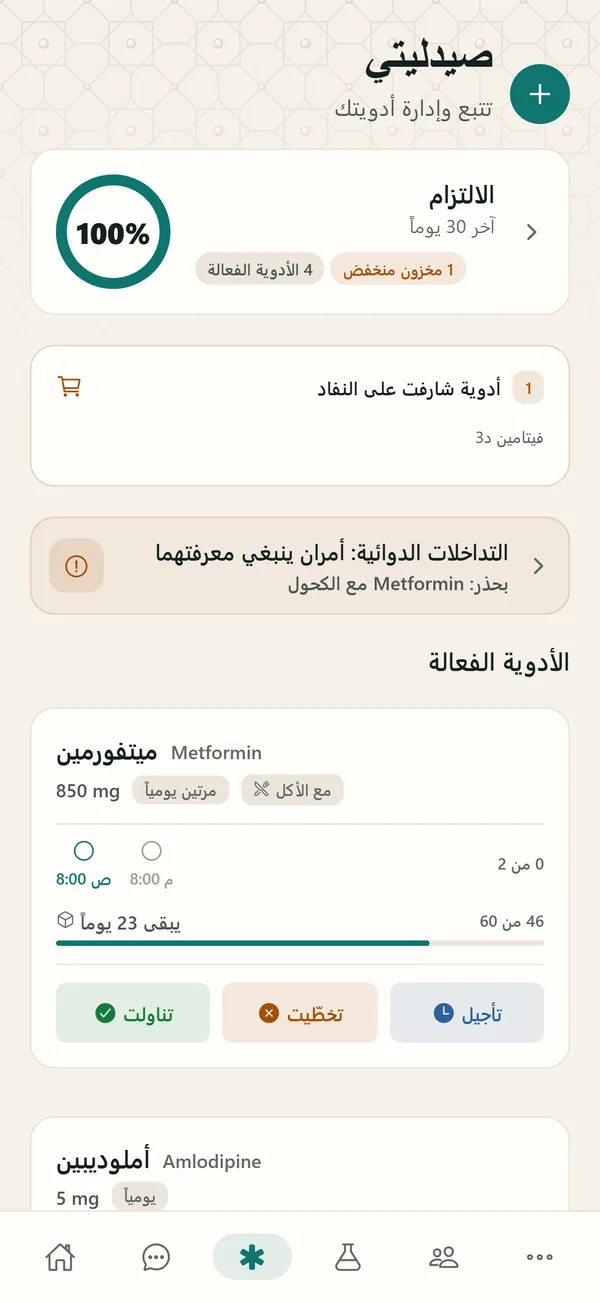 صيدليتي
تتبع وإدارة أدويتك
الالتزام
آخر 30 يوماً
100%
1 مخزون منخفض
4 الأدوية الفعالة
1
أدوية شارفت على النفاد
فيتامين د3
التداخلات الدوائية: أمران ينبغي معرفتهما
بحذر: Metformin مع الكحول
الأدوية الفعالة
ميتفورمين Metformin
850 mg مرتين يومياً مع الأكل
0 من 2
8:00 ص
8:00 م
يبقى 23 يوماً
46 من 60
تناولت
تخطّيت
تأجيل
أملوديبين Amlodipine
5 mg يومياً